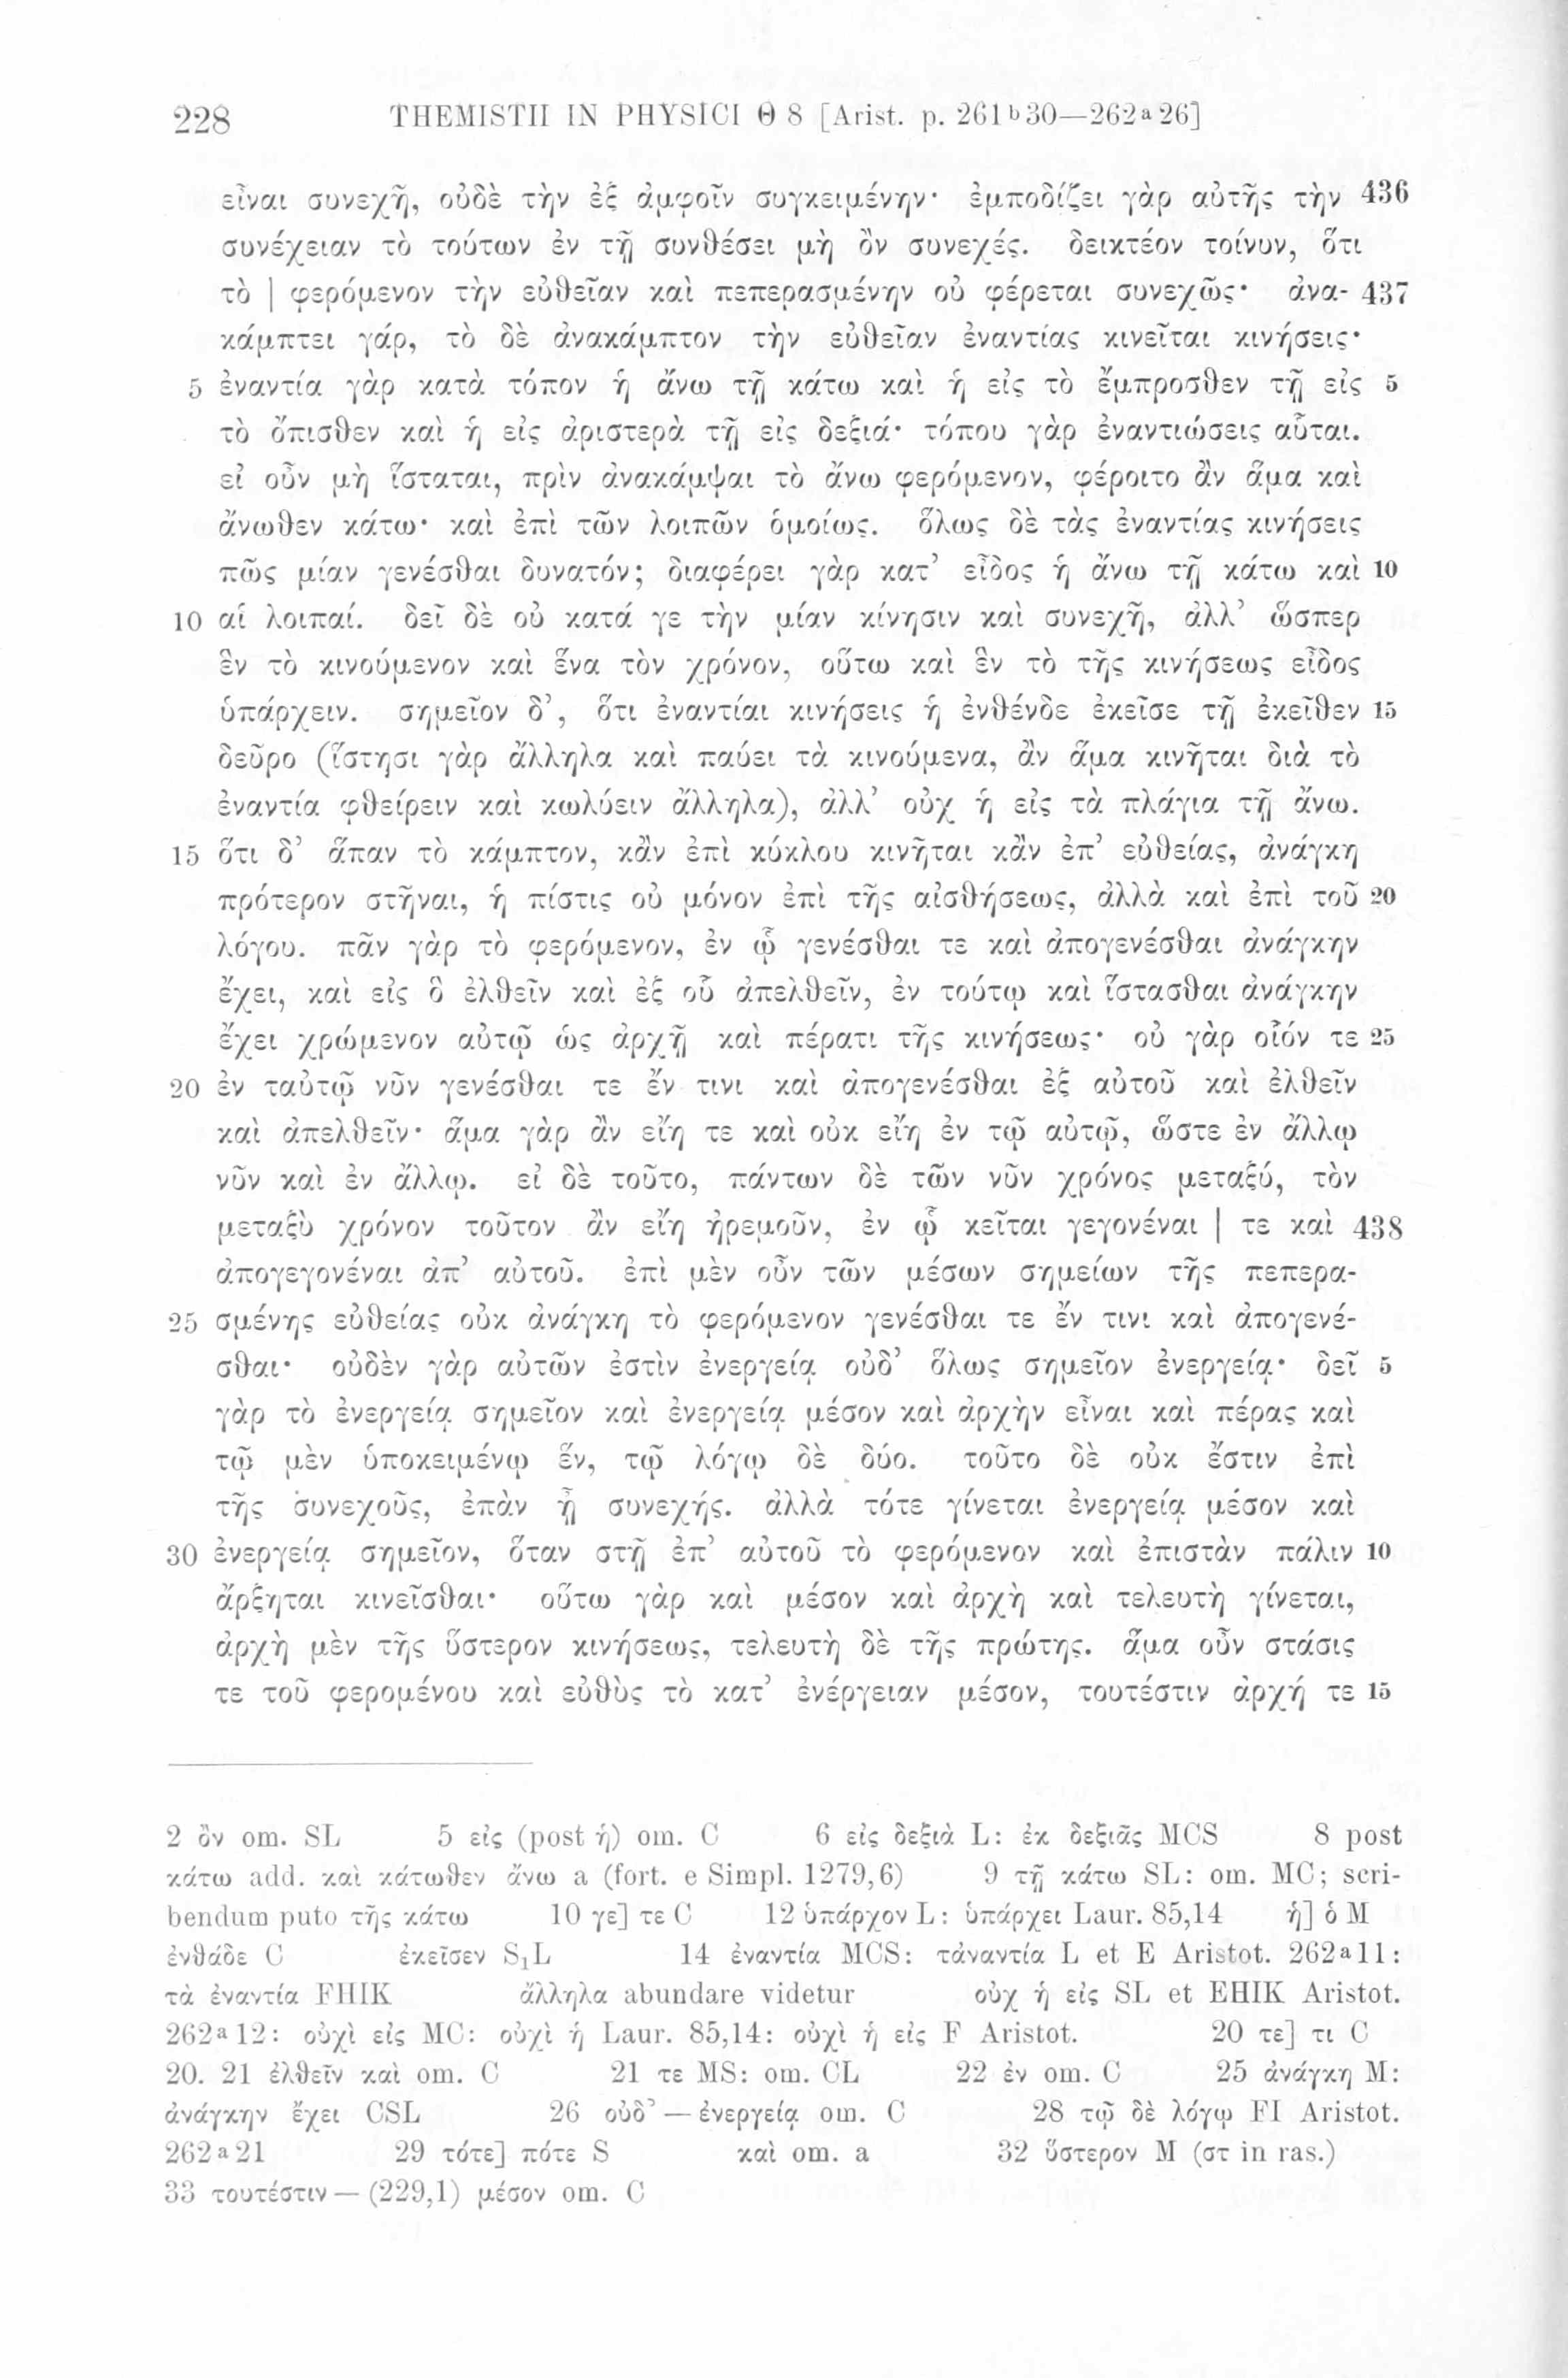 228 THEMISTII IN PHYSICI Θ 8 [Arist. p. 261b30—262a26]
εἶναι συνεχῆ, οὐδὲ τὴν ἐξ ἀμφοῖν συγκειμένην· ἐμποδίζει γὰρ αὐτῆς τὴν 436
συνέχειαν τὸ τούτων ἐν τῇ συνθέσει μὴ ὂν συνεχές. δεικτέον τοίνυν, ὅτι
τὸ | φερόμενον τὴν εὐθεῖαν καὶ πεπερασμένην οὐ φέρεται συνεχῶς· ἀνα- 437
κάμπτει γάρ, τὸ δὲ ἀνακάμπτον τὴν εὐθεῖαν ἐναντίας κινεῖται κινήσεις·
5 ἐναντία γὰρ κατὰ τόπον ἡ ἄνω τῇ κάτω καὶ ἡ εἰς τὸ ἔμπροσθεν τῇ εἰς 5
τὸ ὄπισθεν καὶ ἡ εἰς ἀριστερὰ τῇ εἰς δεξιά· τόπου γὰρ ἐναντιώσεις αὗται.
εἰ οὖν μὴ ἵσταται, πρὶν ἀνακάμψαι τὸ ἄνω φερόμενον, φέροιτο ἂν ἅμα καὶ
ἄνωθεν κάτω· καὶ ἐπὶ τῶν λοιπῶν ὁμοίως. ὅλως δὲ τὰς ἐναντίας κινήσεις
πῶς μίαν γενέσθαι δυνατόν; διαφέρει γὰρ κατ’ εἶδος ἡ ἄνω τῇ κάτω καὶ 10
10 αἱ λοιπαί. δεῖ δὲ οὐ κατά γε τὴν μίαν κίνησιν καὶ συνεχῆ, ἀλλ’ ὥσπερ
ἓν τὸ κινούμενον καὶ ἕνα τὸν χρόνον, οὕτω καὶ ἓν τὸ τῆς κινήσεως εἶδος
ὑπάρχειν. σημεῖον δ’, ὅτι ἐναντίαι κινήσεις ἡ ἐνθένδε ἐκεῖσε τῇ ἐκεῖθεν 15
δεῦρο (ἵστησι γὰρ ἄλληλα καὶ παύει τὰ κινούμενα, ἂν ἅμα κινῆται διὰ τὸ
ἐναντία φθείρειν καὶ κωλύειν ἄλληλα), ἀλλ’ οὐχ ἡ εἰς τὰ πλάγια τῇ ἄνω.
15 ὅτι δ’ ἅπαν τὸ κάμπτον, κἂν ἐπὶ κύκλου κινῆται κἂν ἐπ’ εὐθείας, ἀνάγκη
πρότερον στῆναι, ἡ πίστις οὐ μόνον ἐπὶ τῆς αἰσθήσεως, ἀλλὰ καὶ ἐπὶ τοῦ 20
λόγου. πᾶν γὰρ τὸ φερόμενον, ἐν ᾧ γενέσθαι τε καὶ ἀπογενέσθαι ἀνάγκην
ἔχει, καὶ εἰς ὃ ἐλθεῖν καὶ ἐξ οὗ ἀπελθεῖν, ἐν τούτῳ καὶ ἵστασθαι ἀνάγκην
ἔχει χρώμενον αὐτῷ ὡς ἀρχῇ καὶ πέρατι τῆς κινήσεως· οὐ γὰρ οἷόν τε 25
20 ἐν ταὐτῷ νῦν γενέσθαι τε ἔν τινι καὶ ἀπογενέσθαι ἐξ αὐτοῦ καὶ ἐλθεῖν
καὶ ἀπελθεῖν· ἅμα γὰρ ἂν εἴη τε καὶ οὐκ εἴη ἐν τῷ αὐτῷ, ὥστε ἐν ἄλλῳ
νῦν καὶ ἐν ἄλλῳ. εἰ δὲ τοῦτο, πάντων δὲ τῶν νῦν χρόνος μεταξύ, τὸν
μεταξὺ χρόνον τοῦτον ἂν εἴη ἠρεμοῦν, ἐν ᾧ κεῖται γεγονέναι | τε καὶ 438
ἀπογεγονέναι ἀπ’ αὐτοῦ. ἐπὶ μὲν οὖν τῶν μέσων σημείων τῆς πεπερα-
25 σμένης εὐθείας οὐκ ἀνάγκη τὸ φερόμενον γενέσθαι τε ἔν τινι καὶ ἀπογενέ-
σθαι· οὐδὲν γὰρ αὐτῶν ἐστὶν ἐνεργείᾳ οὐδ’ ὅλως σημεῖον ἐνεργείᾳ· δεῖ 5
γὰρ τὸ ἐνεργείᾳ σημεῖον καὶ ἐνεργείᾳ μέσον καὶ ἀρχὴν εἶναι καὶ πέρας καὶ
τῷ μὲν ὑποκειμένῳ ἕν, τῷ λόγῳ δὲ δύο. τοῦτο δὲ οὐκ ἔστιν ἐπὶ
τῆς συνεχοῦς, ἐπὰν ᾖ συνεχής. ἀλλὰ τότε γίνεται ἐνεργείᾳ μέσον καὶ
30 ἐνεργείᾳ σημεῖον, ὅταν στῇ ἐπ’ αὐτοῦ τὸ φερόμενον καὶ ἐπιστὰν πάλιν 10
ἄρξηται κινεῖσθαι· οὕτω γὰρ καὶ μέσον καὶ ἀρχὴ καὶ τελευτὴ γίνεται,
ἀρχὴ μὲν τῆς ὕστερον κινήσεως, τελευτὴ δὲ τῆς πρώτης. ἅμα οὖν στάσις
τε τοῦ φερομένου καὶ εὐθὺς τὸ κατ’ ἐνέργειαν μέσον, τουτέστιν ἀρχή τε 15
2 ὂν om. SL 5 εἰς (post ἡ) om. C 6 εἰς δεξιὰ L: ἐκ δεξιᾶς MCS 8 post
κάτω add. καὶ κάτωθεν ἄνω a (fort. e Simpl. 1279,6) 9 τῇ κάτω SL: om. MC; scri-
bendum puto τῆς κάτω 10 γε] τε C 12 ὑπάρχον L: ὑπάρχει Laur. 85,14 ἡ] ὁ M
ἐνθάδε C ἐκεῖσεν S₁L 14 ἐναντία MCS: τἀναντία L et E Aristot. 262a11:
τὰ ἐναντία FHIK ἄλληλα abundare videtur οὐχ ἡ εἰς SL et EHIK Aristot.
262a12: οὐχὶ εἰς MC: οὐχὶ ἡ Laur. 85,14: οὐχὶ ἡ εἰς F Aristot. 20 τε] τι C
20. 21 ἐλθεῖν καὶ om. C 21 τε MS: om. CL 22 ἐν om. C 25 ἀνάγκη M:
ἀνάγκην ἔχει CSL 26 οὐδ’ — ἐνεργείᾳ om. C 28 τῷ δὲ λόγῳ FI Aristot.
262a21 29 τότε] πότε S καὶ om. a 32 ὕστερον M (στ in ras.)
33 τουτέστιν — (229,1) μέσον om. C